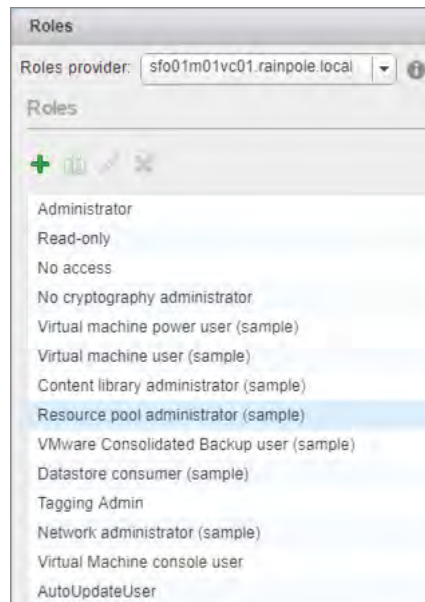 Roles
Roles provider: sfo01m01vc01.rainpole.local
Roles
Administrator
Read-only
No access
No cryptography administrator
Virtual machine power user (sample)
Virtual machine user (sample)
Content library administrator (sample)
Resource pool administrator (sample)
VMware Consolidated Backup user (sample)
Datastore consumer (sample)
Tagging Admin
Network administrator (sample)
Virtual Machine console user
AutoUpdateUser